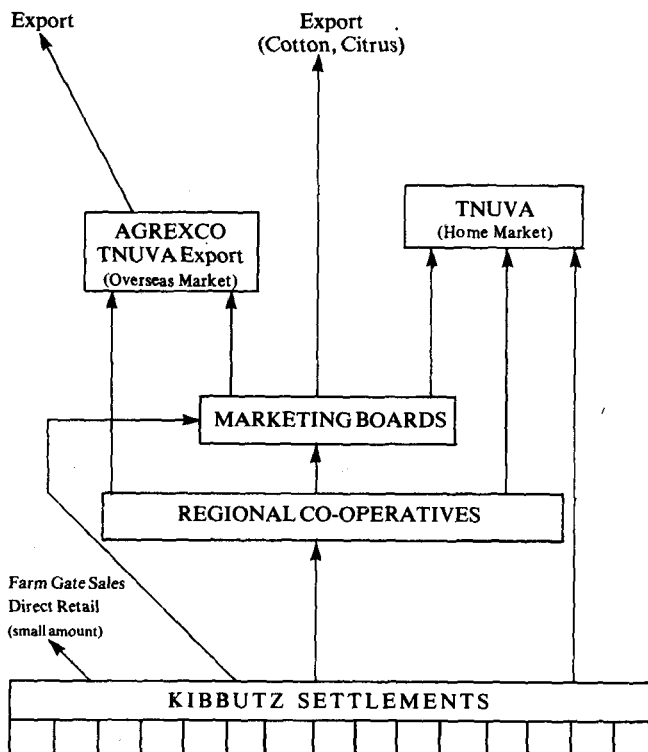 Export
Export
(Cotton, Citrus)
AGREXCO
TNUVA Export
(Overseas Market)
TNUVA
(Home Market)
MARKETING BOARDS
REGIONAL CO-OPERATIVES
Farm Gate Sales
Direct Retail
(small amount)
KIBBUTZ SETTLEMENTS